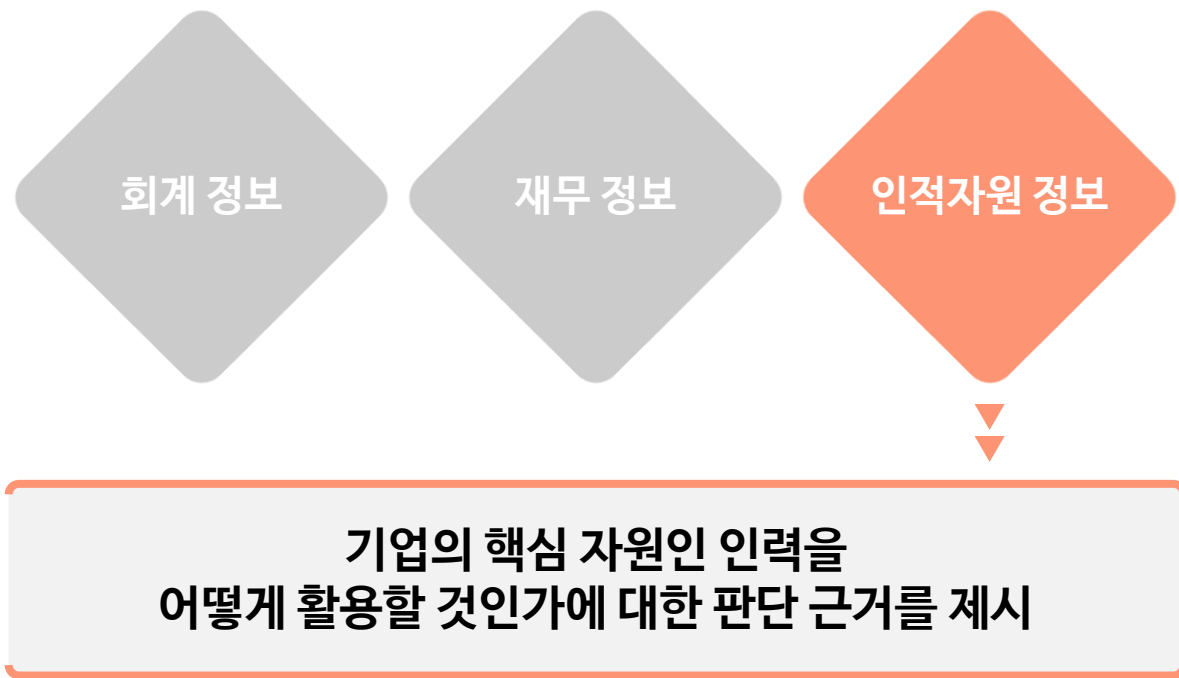 회계 정보
재무 정보
인적자원 정보
기업의 핵심 자원인 인력을
어떻게 활용할 것인가에 대한 판단 근거를 제시